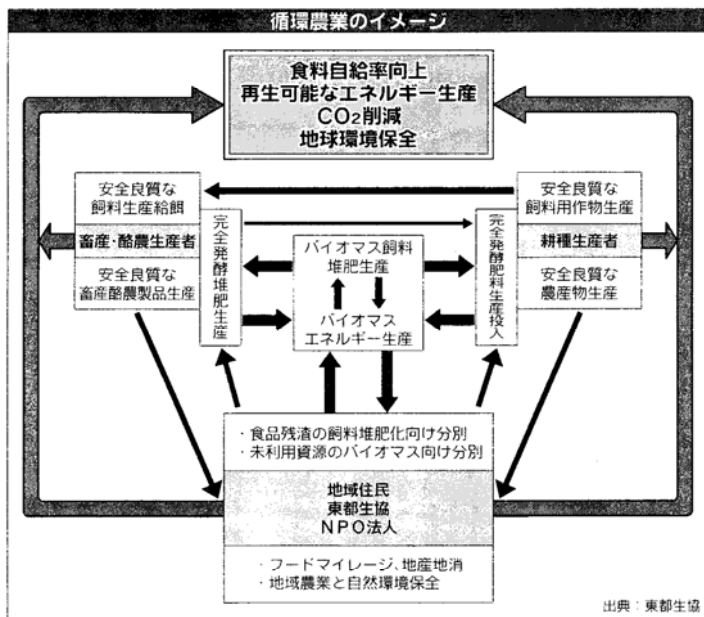 循環農業のイメージ
食料自給率向上
再生可能なエネルギー生産
CO₂削減
地球環境保全
安全良質な
飼料生産給餌
畜産・酪農生産者
安全良質な
畜産酪農製品生産
完全発酵堆肥生産
バイオマス飼料
堆肥生産
バイオマス
エネルギー生産
完全発酵肥料生産投入
安全良質な
飼料用作物生産
耕種生産者
安全良質な
農産物生産
・食品残渣の飼料堆肥化向け分別
・未利用資源のバイオマス向け分別
地域住民
東都生協
NPO法人
・フードマイレージ、地産地消
・地域農業と自然環境保全
出典：東都生協